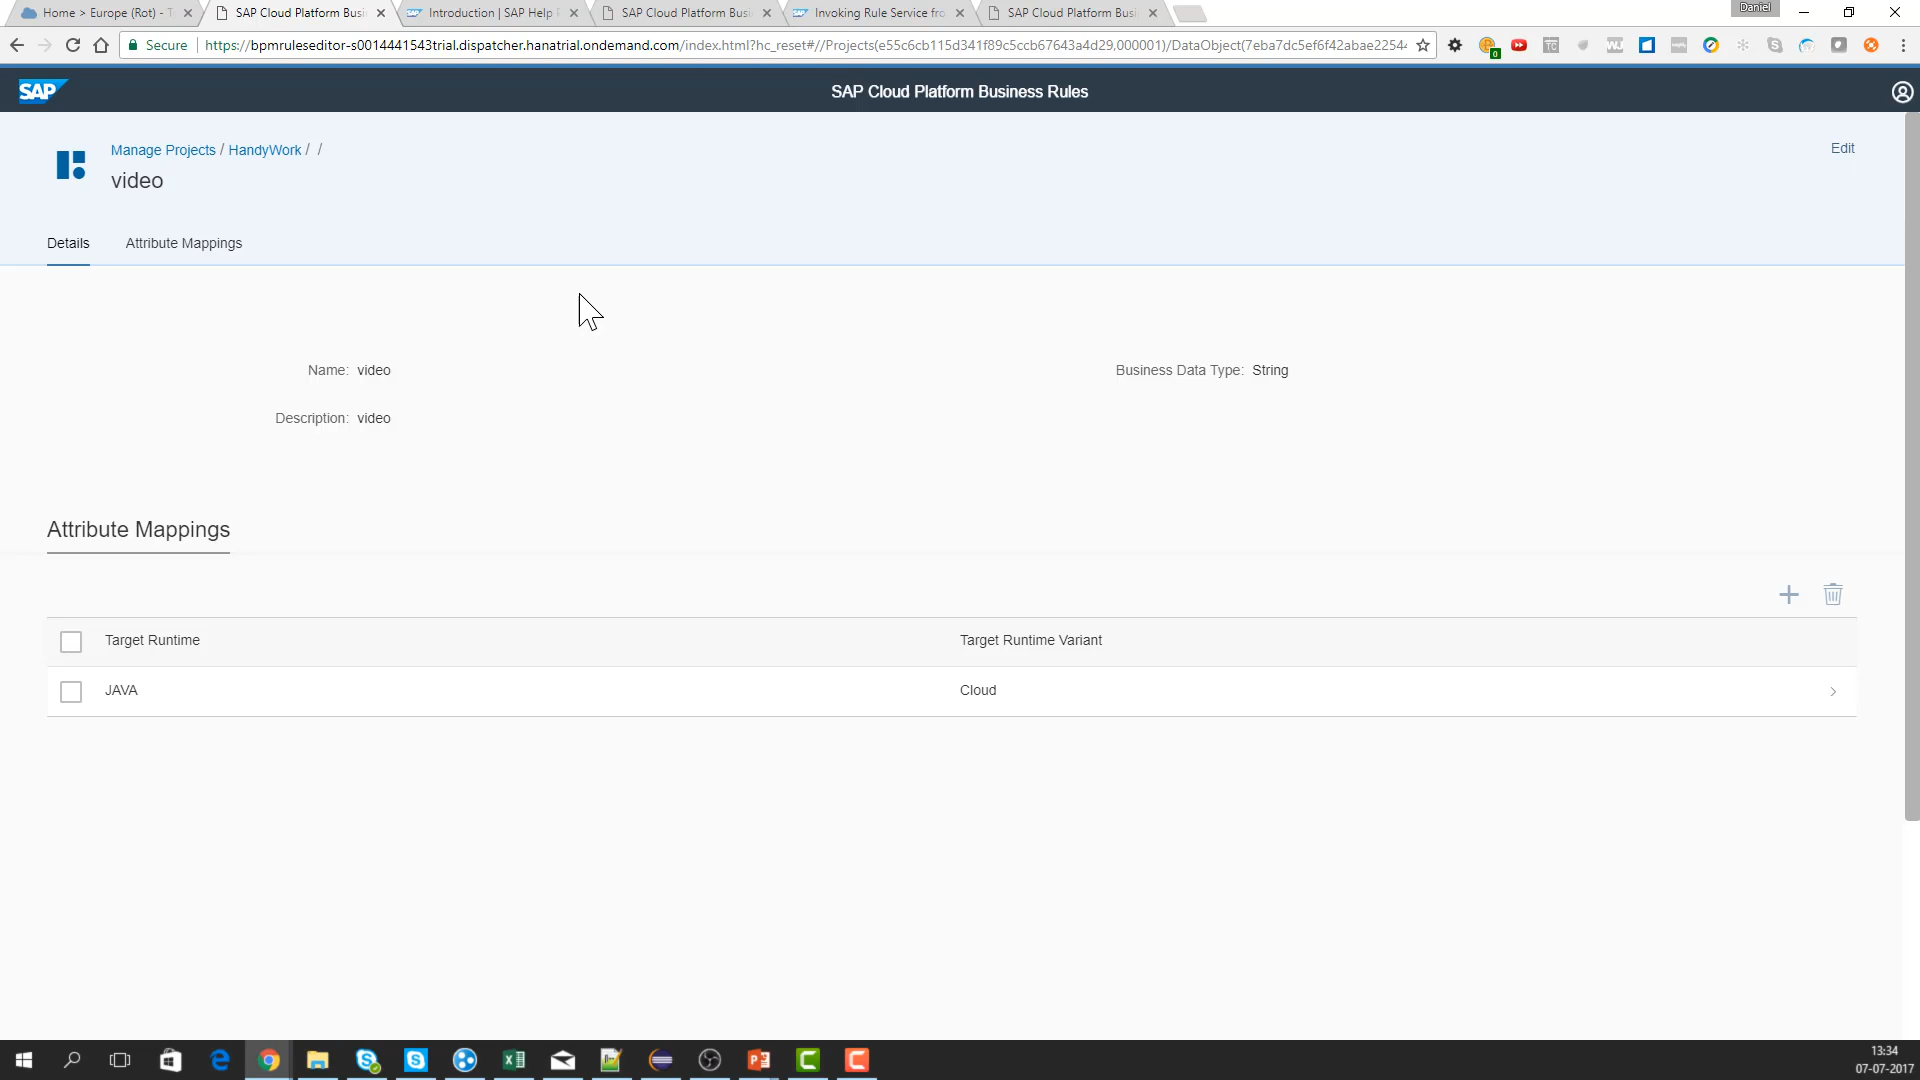 Home > Europe (Rot) - T
SAP Cloud Platform Busi
Introduction | SAP Help
SAP Cloud Platform Bus
Invoking Rule Service fro
SAP Cloud Platform Busi
Daniel
Secure
https://bpmruleseditor-s0014441543trial.dispatcher.hanatrial.ondemand.com/index.html?hc_reset#//Projects(e55c6cb115d341f89c5ccb67643a4d29,000001)/DataObject(7eba7dc5ef6f42abae2254
SAP
SAP Cloud Platform Business Rules
Manage Projects / HandyWork / /
Edit
video
Details
Attribute Mappings
Name: video
Business Data Type: String
Description: video
Attribute Mappings
Target Runtime
Target Runtime Variant
JAVA
Cloud
13:34
07-07-2017